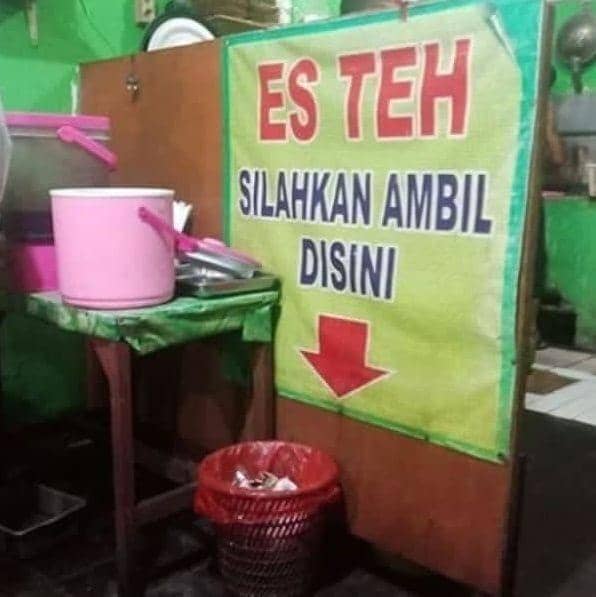 ES TEH
SILAHKAN AMBIL
DISINI